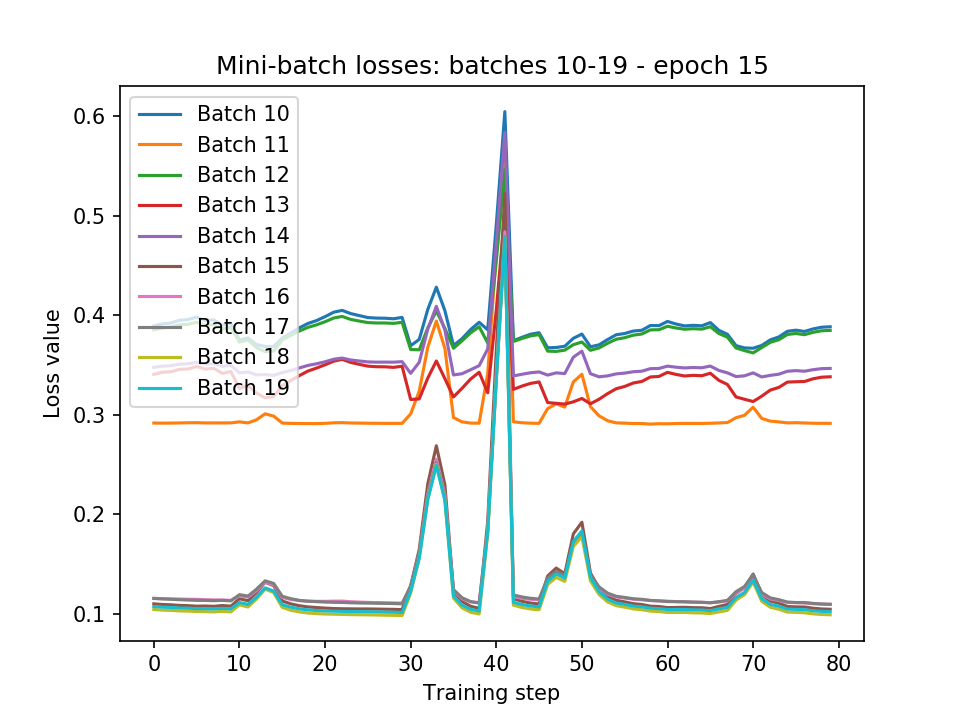 Mini-batch losses: batches 10-19 - epoch 15
Loss value
0.6
0.5
0.4
0.3
0.2
0.1
Batch 10
Batch 11
Batch 12
Batch 13
Batch 14
Batch 15
Batch 16
Batch 17
Batch 18
Batch 19
0 10 20 30 40 50 60 70 80
Training step